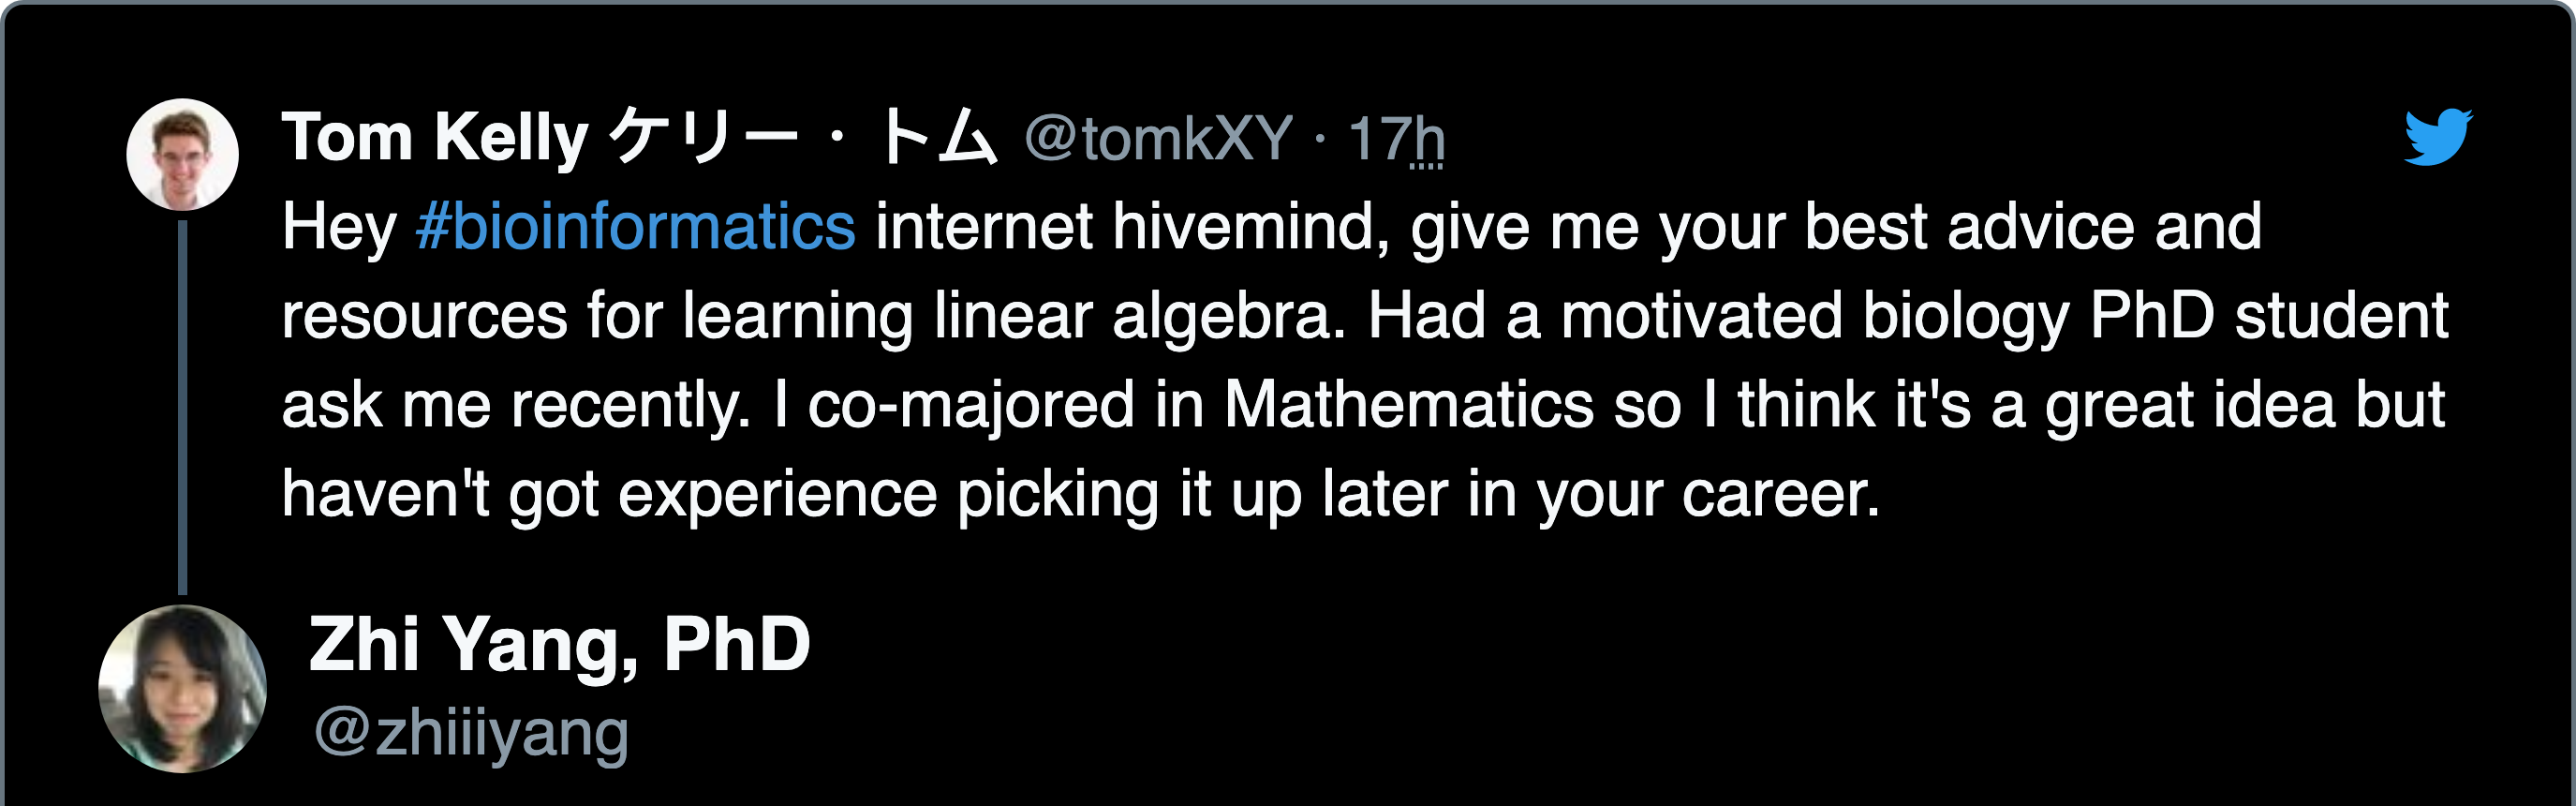 Tom Kelly ケリー・トム @tomkXY · 17h
Hey #bioinformatics internet hivemind, give me your best advice and
resources for learning linear algebra. Had a motivated biology PhD student
ask me recently. I co-majored in Mathematics so I think it's a great idea but
haven't got experience picking it up later in your career.
Zhi Yang, PhD
@zhiiiyang